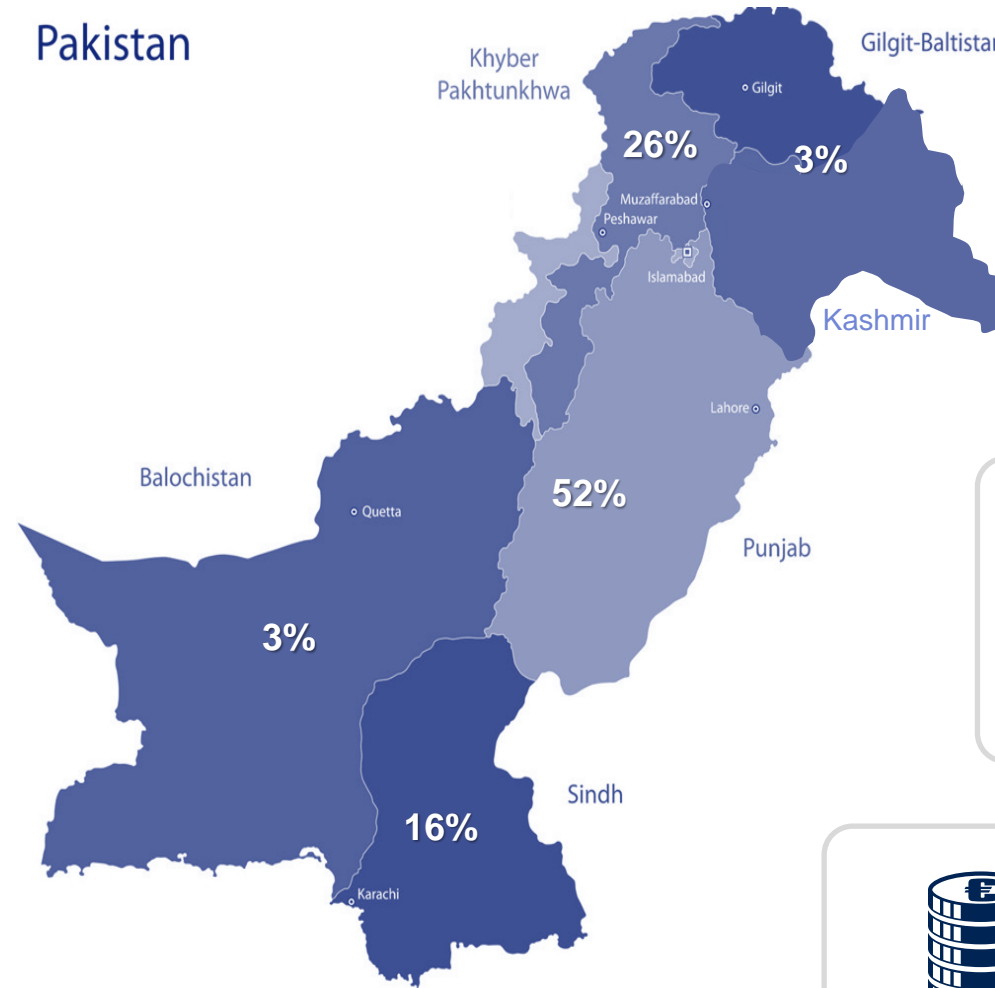 Pakistan
Gilgit-Baltistan
Khyber
Pakhtunkhwa
Gilgit
26%
3%
Muzaffarabad
Peshawar
Islamabad
Kashmir
Lahore
Balochistan
52%
Quetta
Punjab
3%
Sindh
16%
Karachi
€